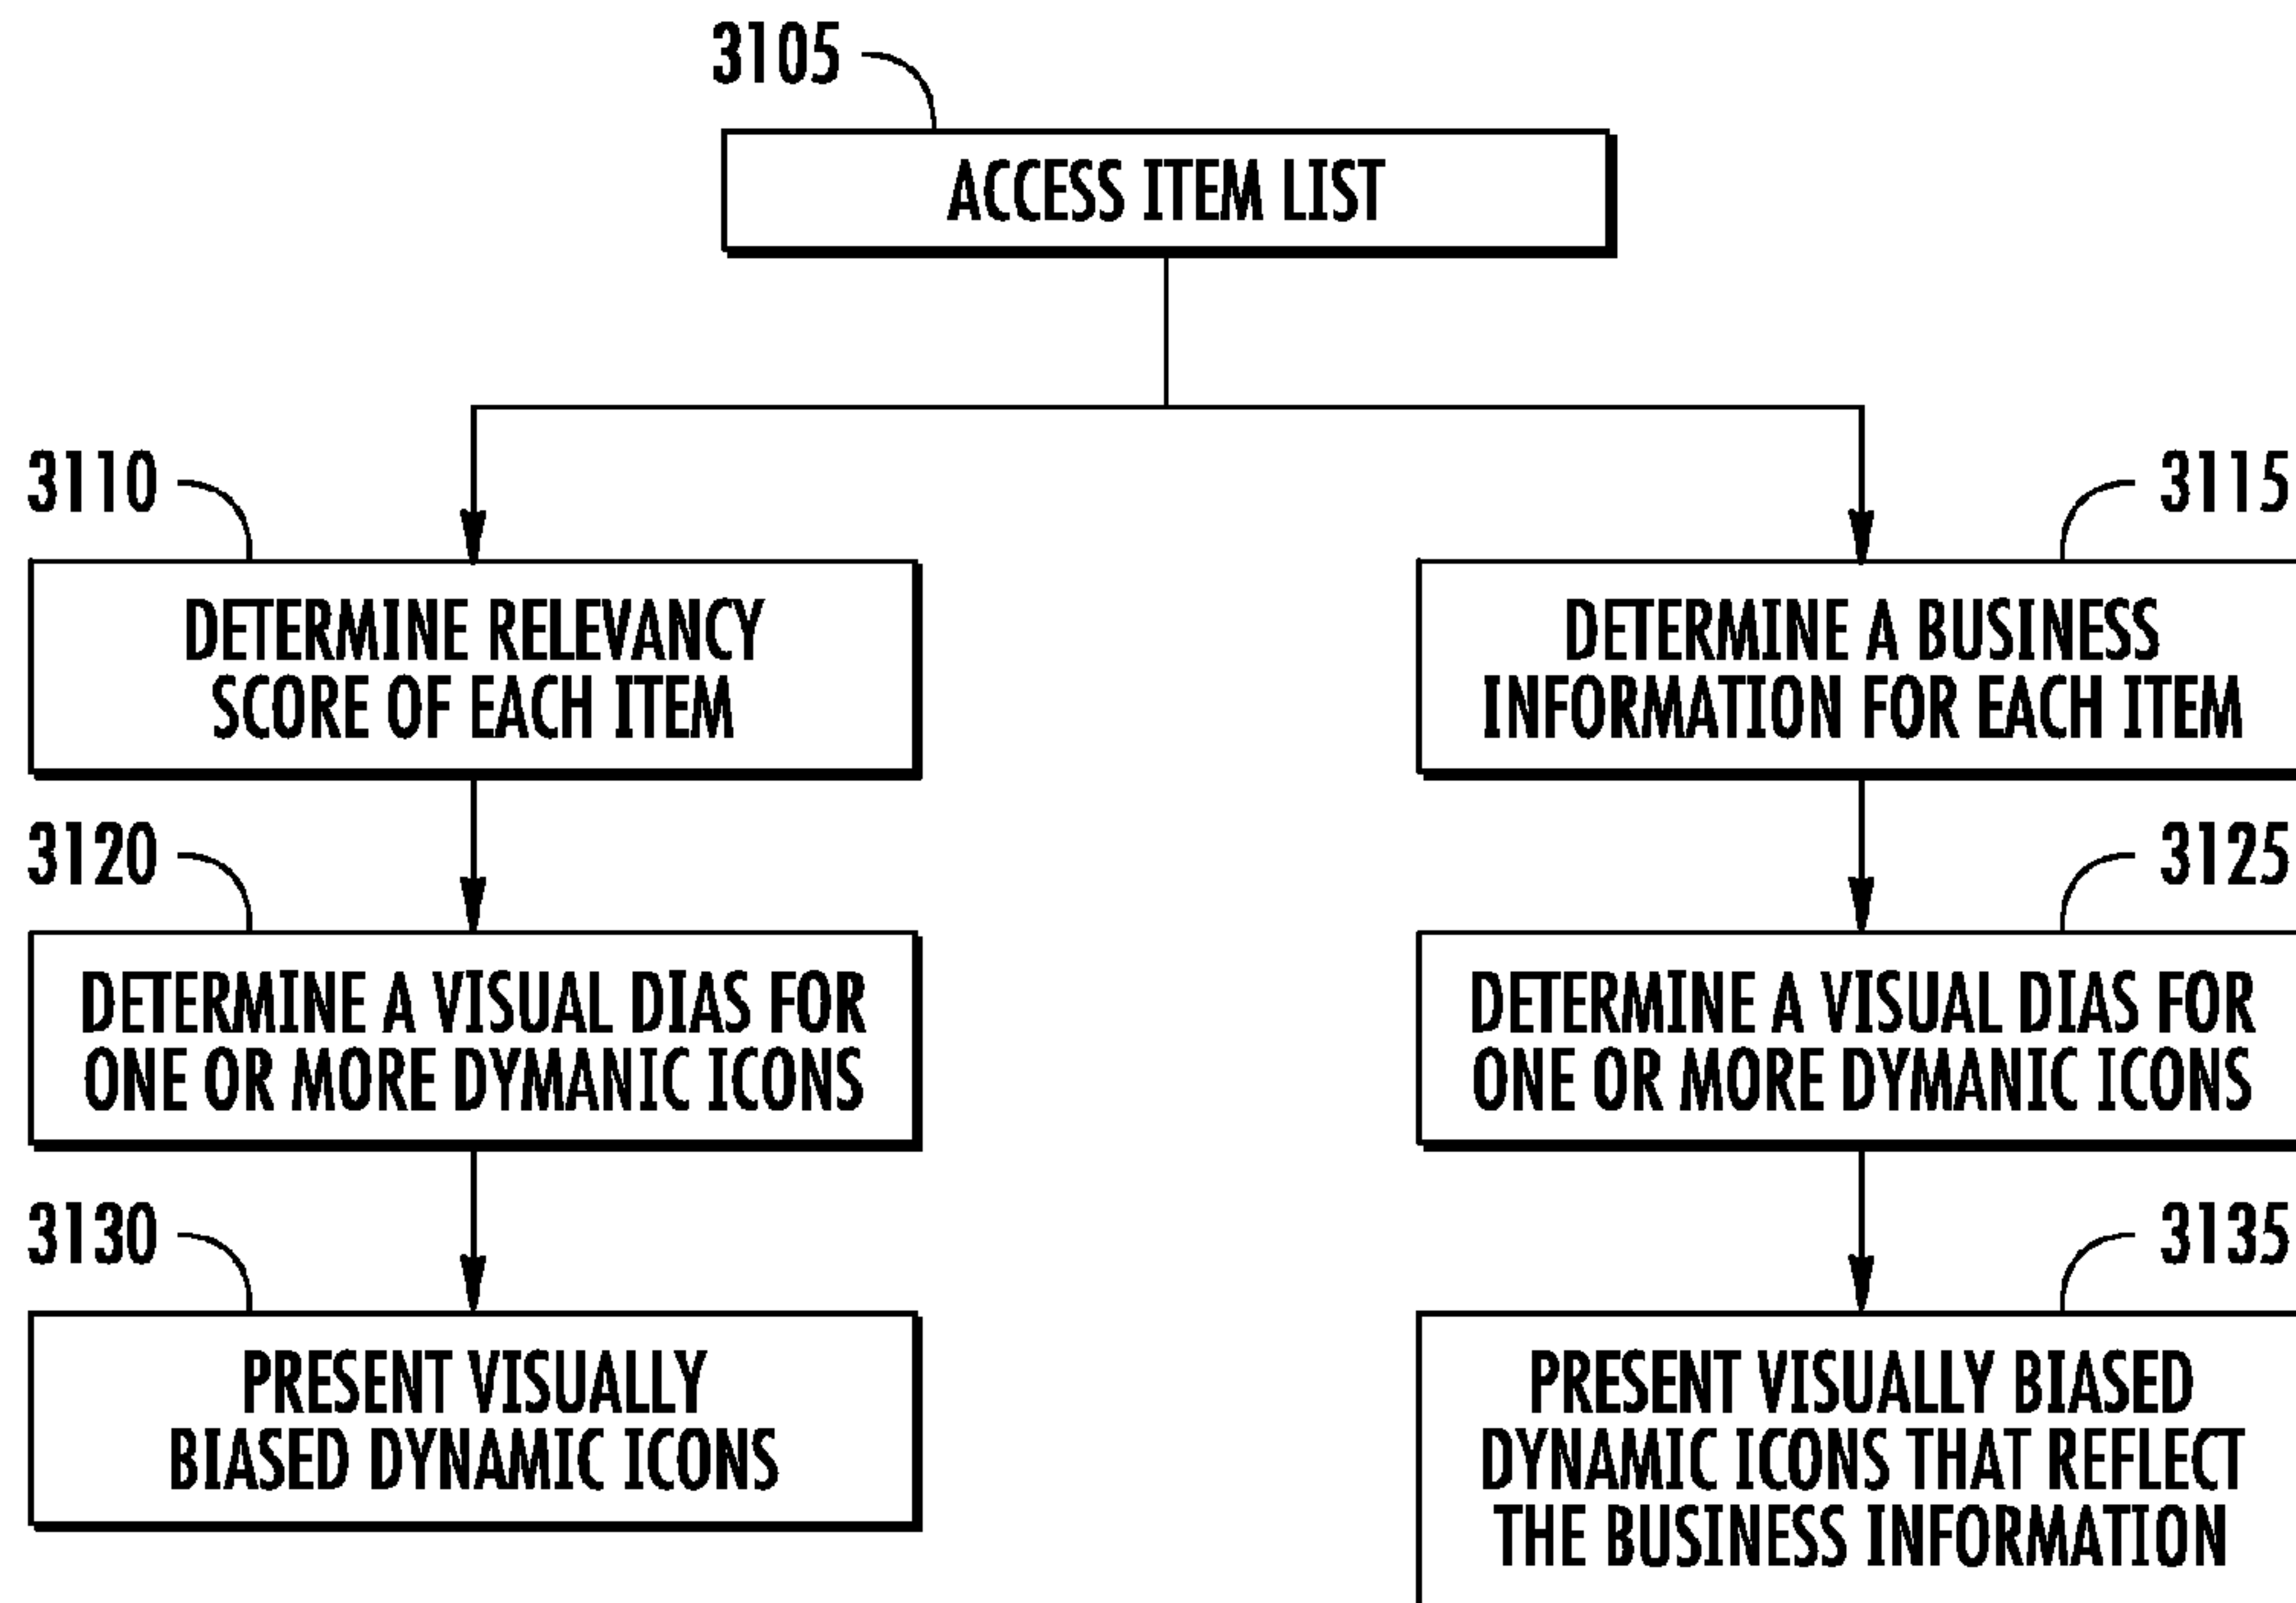 3105
ACCESS ITEM LIST
3110
DETERMINE RELEVANCY
SCORE OF EACH ITEM
3115
DETERMINE A BUSINESS
INFORMATION FOR EACH ITEM
3120
DETERMINE A VISUAL DIAS FOR
ONE OR MORE DYMANIC ICONS
3125
DETERMINE A VISUAL DIAS FOR
ONE OR MORE DYMANIC ICONS
3130
PRESENT VISUALLY
BIASED DYNAMIC ICONS
3135
PRESENT VISUALLY BIASED
DYNAMIC ICONS THAT REFLECT
THE BUSINESS INFORMATION